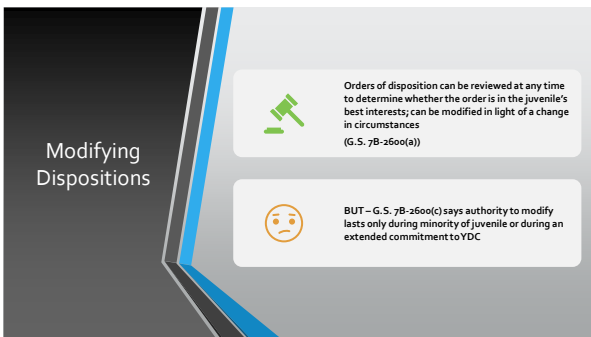 Modifying
Dispositions
Orders of disposition can be reviewed at any time
to determine whether the order is in the juvenile's
best interests; can be modified in light of a change
in circumstances
(G.S. 7B-2600(a))
BUT – G.S. 7B-2600(c) says authority to modify
lasts only during minority of juvenile or during an
extended commitment to YDC